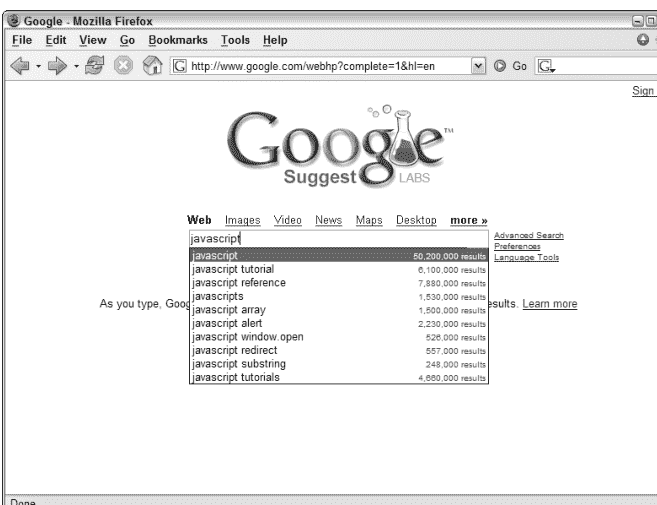 Google - Mozilla Firefox
File Edit View Go Bookmarks Tools Help
G http://www.google.com/webhp?complete=1&hl=en Go G
Sign
Google™
Suggest LABS
Web Images Video News Maps Desktop more »
javascript
Advanced Search
Preferences
Language Tools
javascript 50,200,000 results
javascript tutorial 6,100,000 results
javascript reference 7,880,000 results
javascripts 1,530,000 results
javascript array 1,500,000 results
javascript alert 2,230,000 results
javascript window.open 526,000 results
javascript redirect 557,000 results
javascript substring 248,000 results
javascript tutorials 4,660,000 results
As you type, Goog esults. Learn more
Done